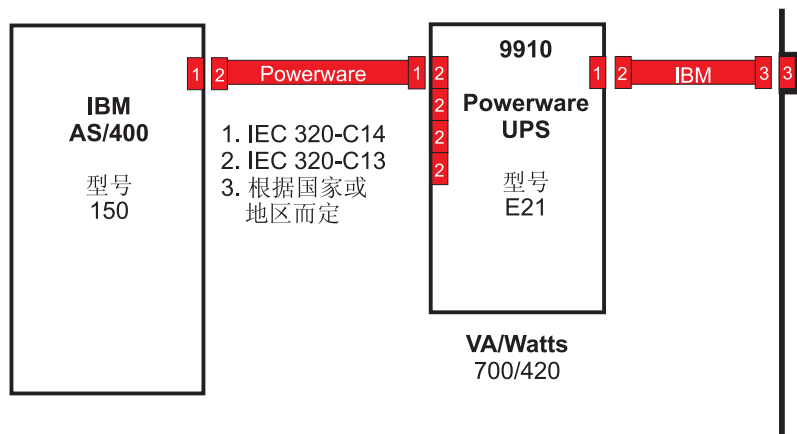 IBM
AS/400
型号
150
1
2
Powerware
1
1. IEC 320-C14
2. IEC 320-C13
3. 根据国家或
地区而定
9910
Powerware
UPS
型号
E21
2
2
2
2
1
2
IBM
3
3
VA/Watts
700/420